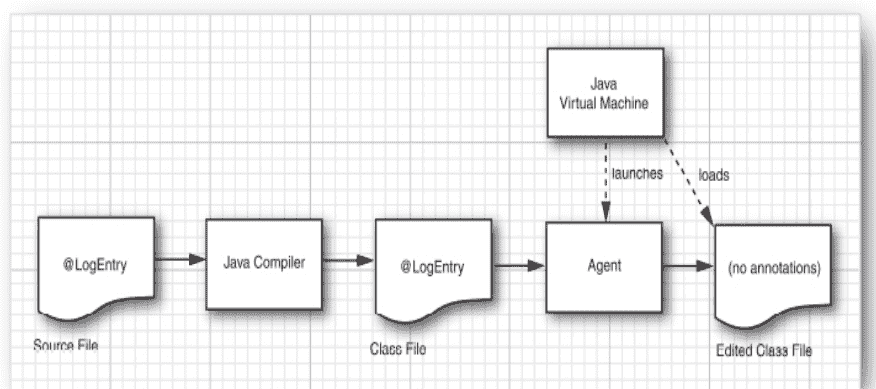 Java
Virtual Machine
launches
loads
@LogEntry
Java Compiler
@LogEntry
Agent
(no annotations)
Source File
Class File
Edited Class File